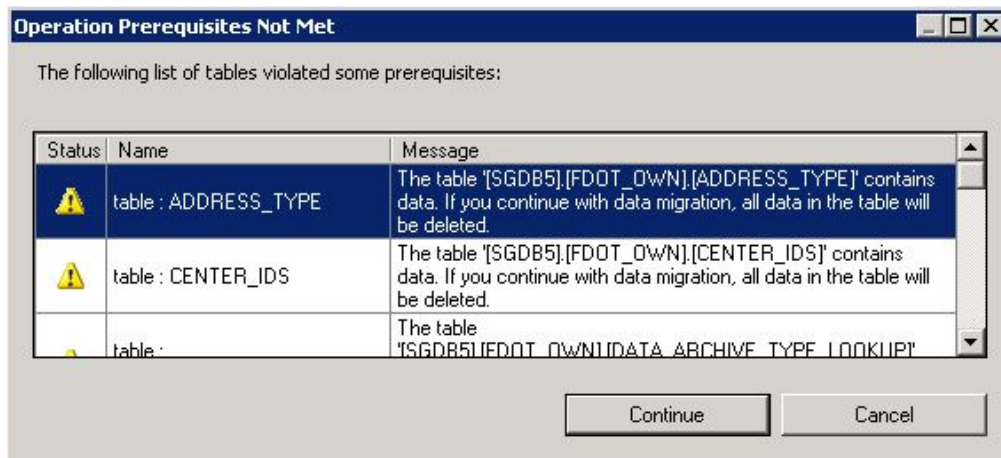 Operation Prerequisites Not Met
The following list of tables violated some prerequisites:
Status Name Message
table : ADDRESS_TYPE
The table '[SGDB5].[FDOT_OWN].[ADDRESS_TYPE]' contains
data. If you continue with data migration, all data in the table will
be deleted.
table : CENTER_IDS
The table '[SGDB5].[FDOT_OWN].[CENTER_IDS]' contains
data. If you continue with data migration, all data in the table will
be deleted.
table :
The table
'[SGDB5].[FDOT_OWN].[DATA_ARCHIVE_TYPE_LOOKUP]'
Continue Cancel